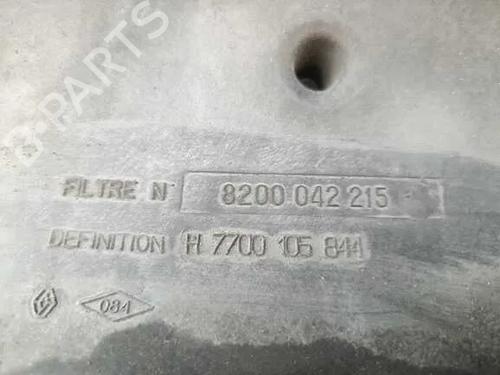 B-PARTS
FILTRE N 8200 042 215
DEFINITION H 7700 105 844
084